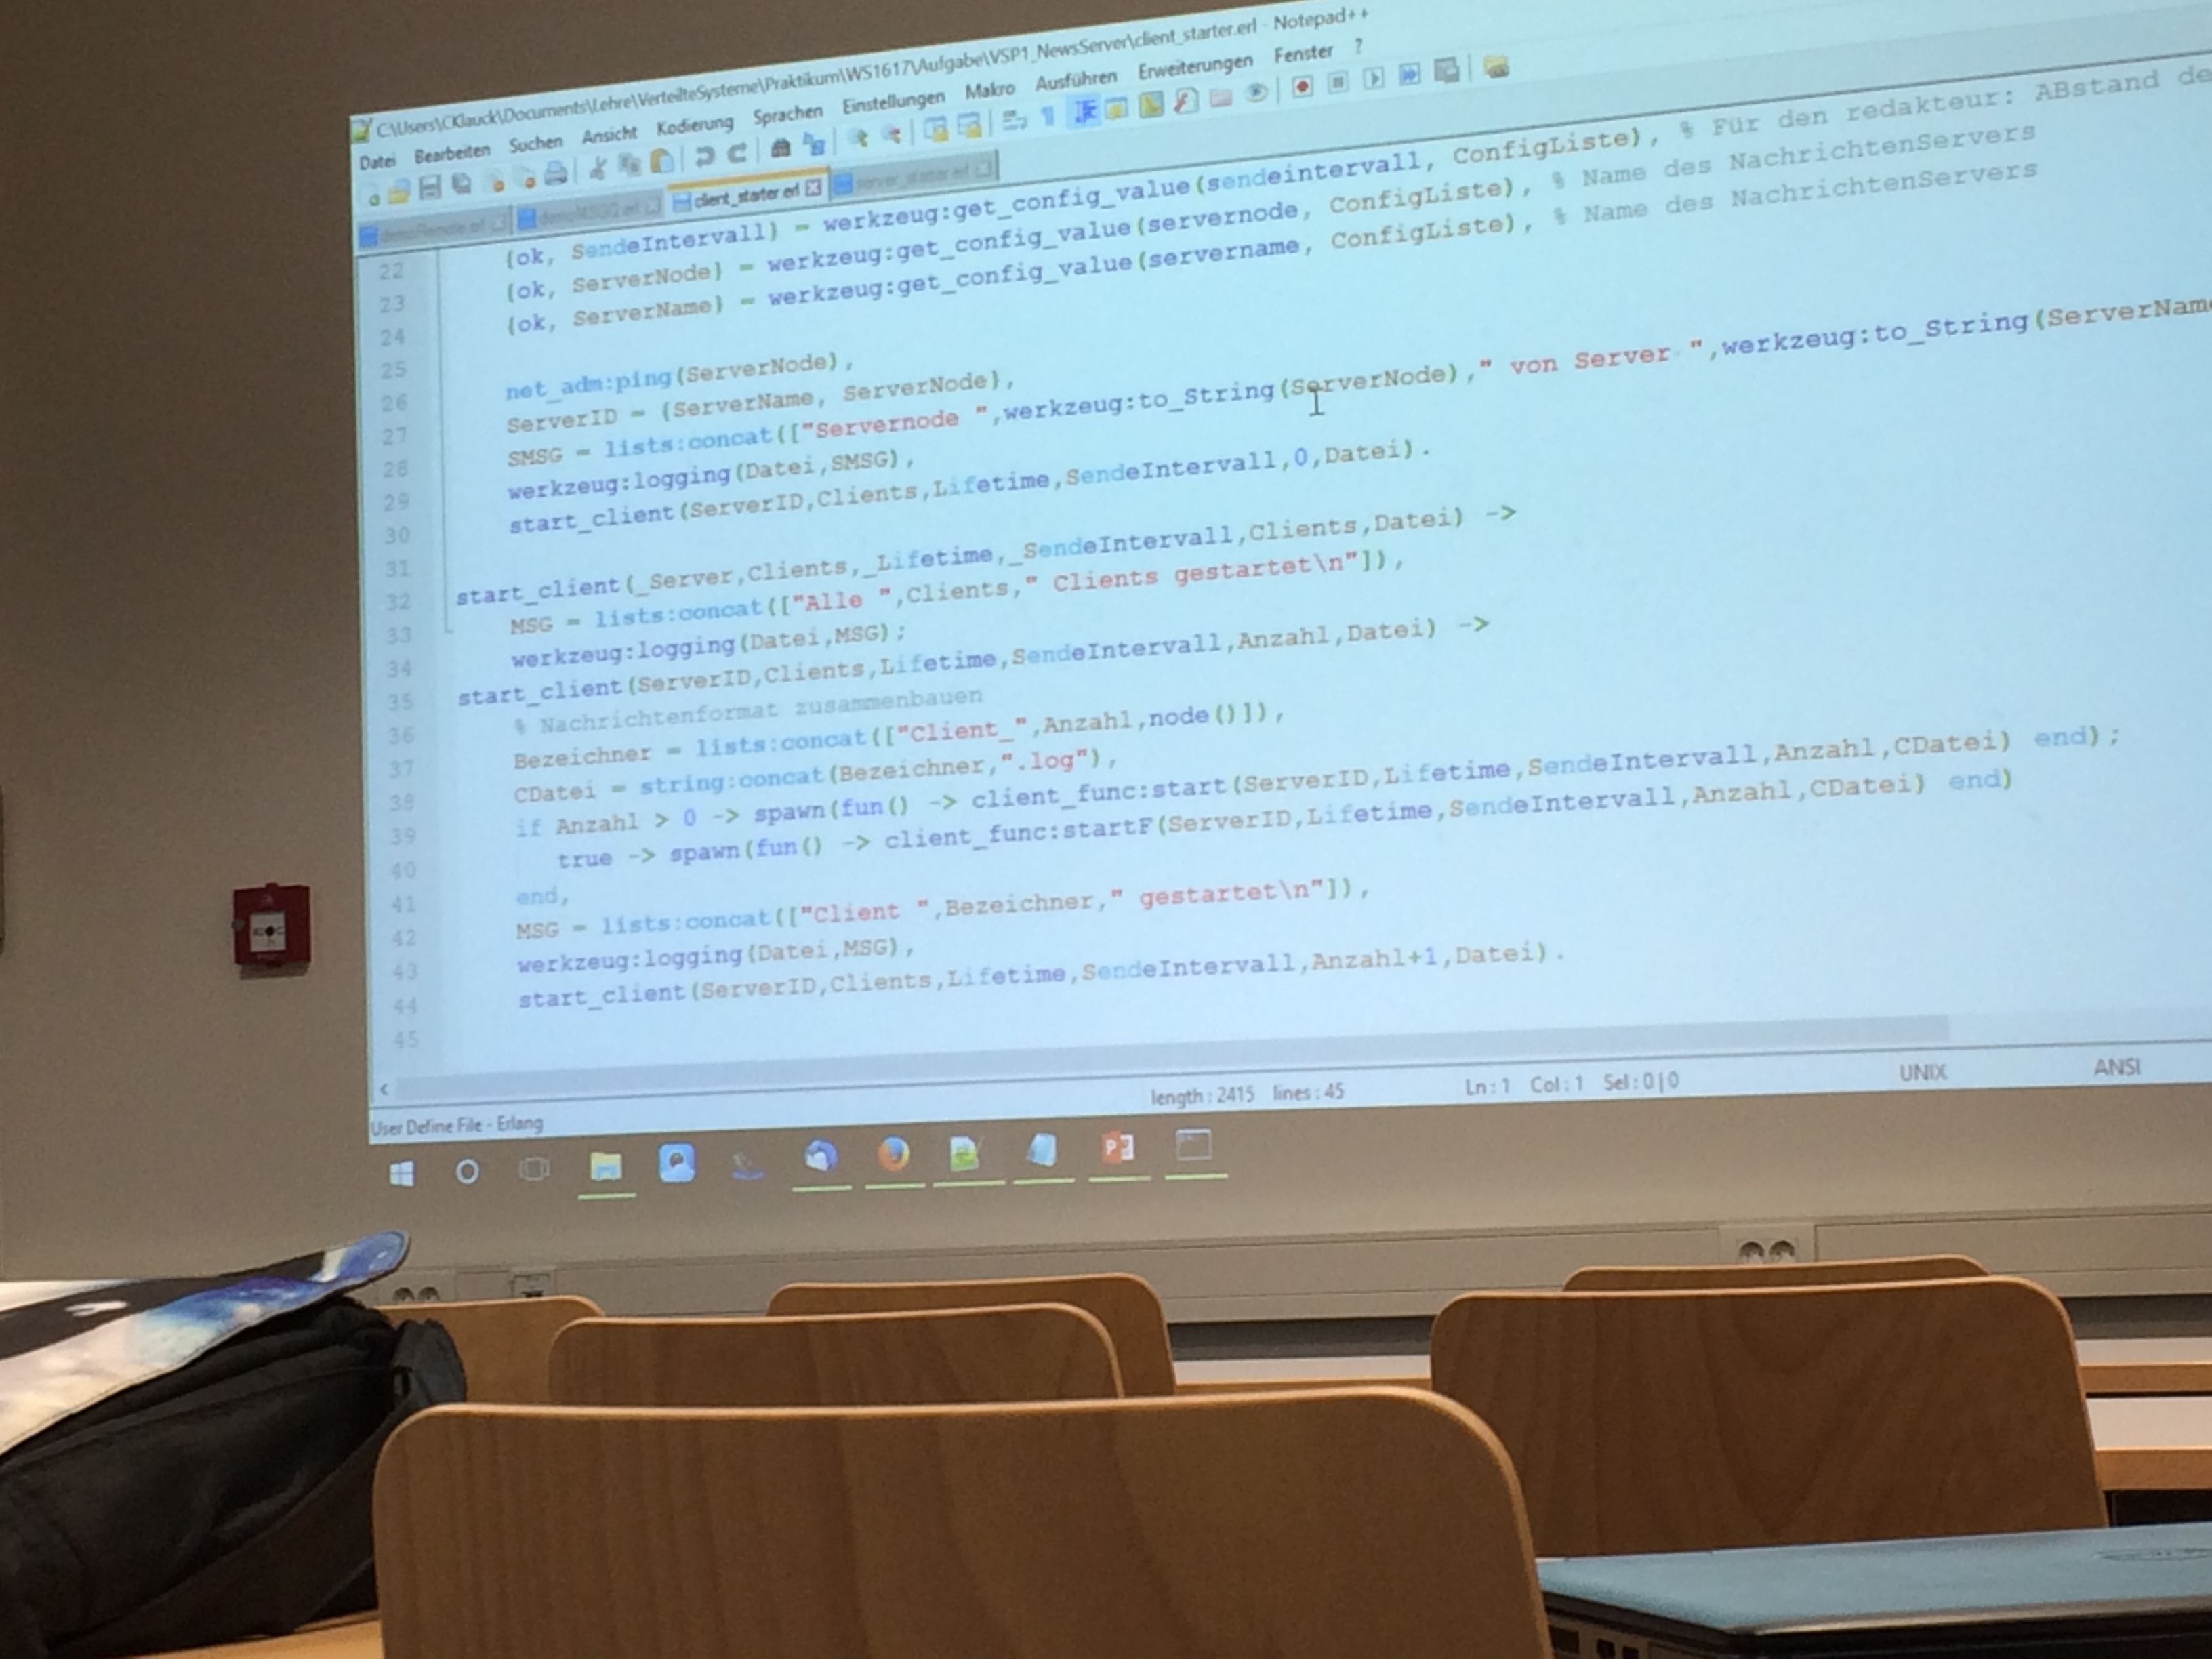 C:\Users\CKlauck\Documents\Lehre\VerteilteSysteme\Praktikum\WS1617\Aufgabe\VSP1_NewsServer\client_starter.erl - Notepad++
Datei Bearbeiten Suchen Ansicht Kodierung Sprachen Einstellungen Makro Ausführen Erweiterungen Fenster ?
client_starter.erl server_starter.erl
22 {ok, SendeIntervall} = werkzeug:get_config_value(sendeintervall, ConfigListe), % Für den redakteur: ABstand de
23 {ok, ServerNode} = werkzeug:get_config_value(servernode, ConfigListe), % Name des NachrichtenServers
24 {ok, ServerName} = werkzeug:get_config_value(servername, ConfigListe), % Name des NachrichtenServers
25
26 net_adm:ping(ServerNode),
27 ServerID = {ServerName, ServerNode},
28 SMSG = lists:concat(["Servernode ",werkzeug:to_String(ServerNode)," von Server ",werkzeug:to_String(ServerNam
29 werkzeug:logging(Datei,SMSG),
30 start_client(ServerID,Clients,Lifetime,SendeIntervall,0,Datei).
31
32 start_client(_Server,Clients,_Lifetime,_SendeIntervall,Clients,Datei) ->
33 MSG = lists:concat(["Alle ",Clients," Clients gestartet\n"]),
34 werkzeug:logging(Datei,MSG);
35 start_client(ServerID,Clients,Lifetime,SendeIntervall,Anzahl,Datei) ->
36 % Nachrichtenformat zusammenbauen
37 Bezeichner = lists:concat(["Client_",Anzahl,node()]),
38 CDatei = string:concat(Bezeichner,".log"),
39 if Anzahl > 0 -> spawn(fun() -> client_func:start(ServerID,Lifetime,SendeIntervall,Anzahl,CDatei) end);
40 true -> spawn(fun() -> client_func:startF(ServerID,Lifetime,SendeIntervall,Anzahl,CDatei) end)
41 end,
42 MSG = lists:concat(["Client ",Bezeichner," gestartet\n"]),
43 werkzeug:logging(Datei,MSG),
44 start_client(ServerID,Clients,Lifetime,SendeIntervall,Anzahl+1,Datei).
45
User Define File - Erlang length : 2415 lines : 45 Ln : 1 Col : 1 Sel : 0 | 0 UNIX ANSI